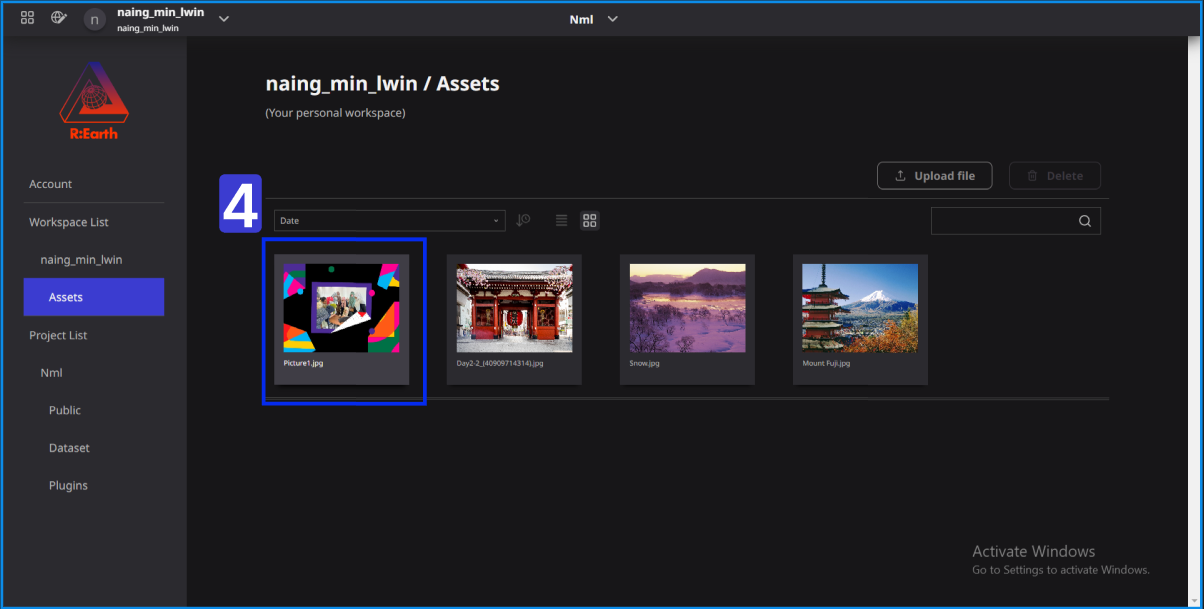 n
naing_min_lwin
naing_min_lwin
Nml
R:Earth
Account
Workspace List
naing_min_lwin
Assets
Project List
Nml
Public
Dataset
Plugins
naing_min_lwin / Assets
(Your personal workspace)
Upload file
Delete
4
Date
Picture1.jpg
Day2-2_(40909714314).jpg
Snow.jpg
Mount Fuji.jpg
Activate Windows
Go to Settings to activate Windows.